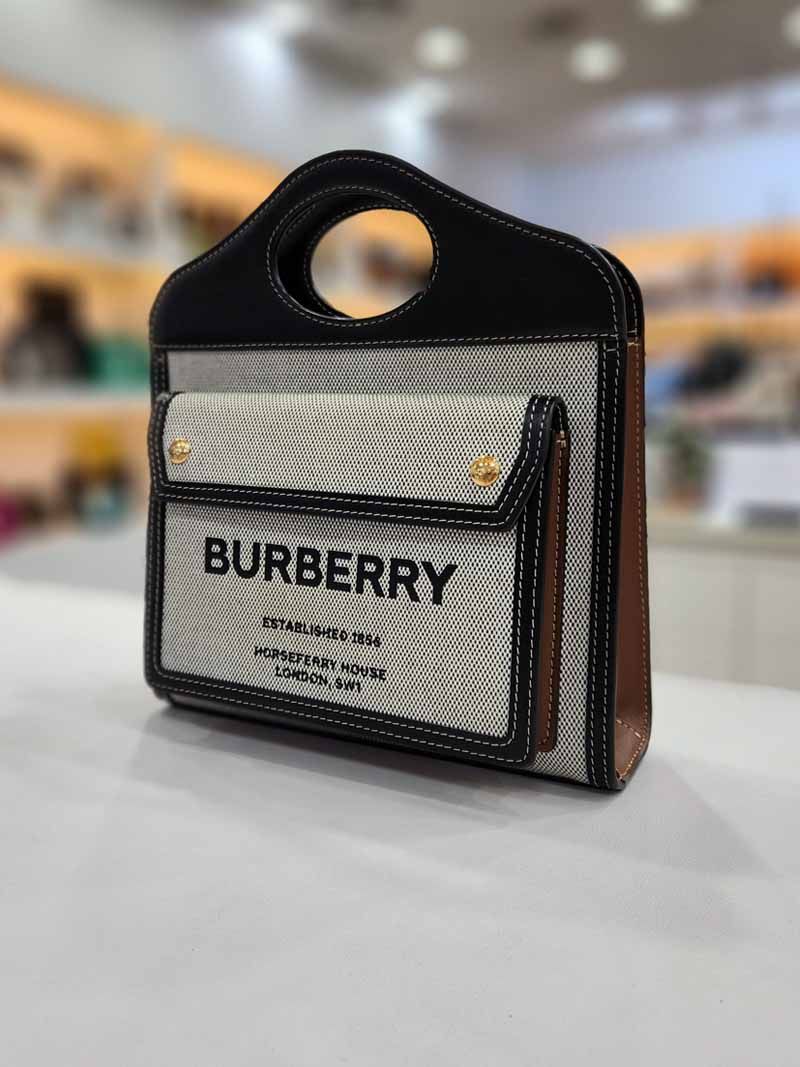 BURBERRY
ESTABLISHED 1856
HORSEFERRY HOUSE
LONDON, SW1